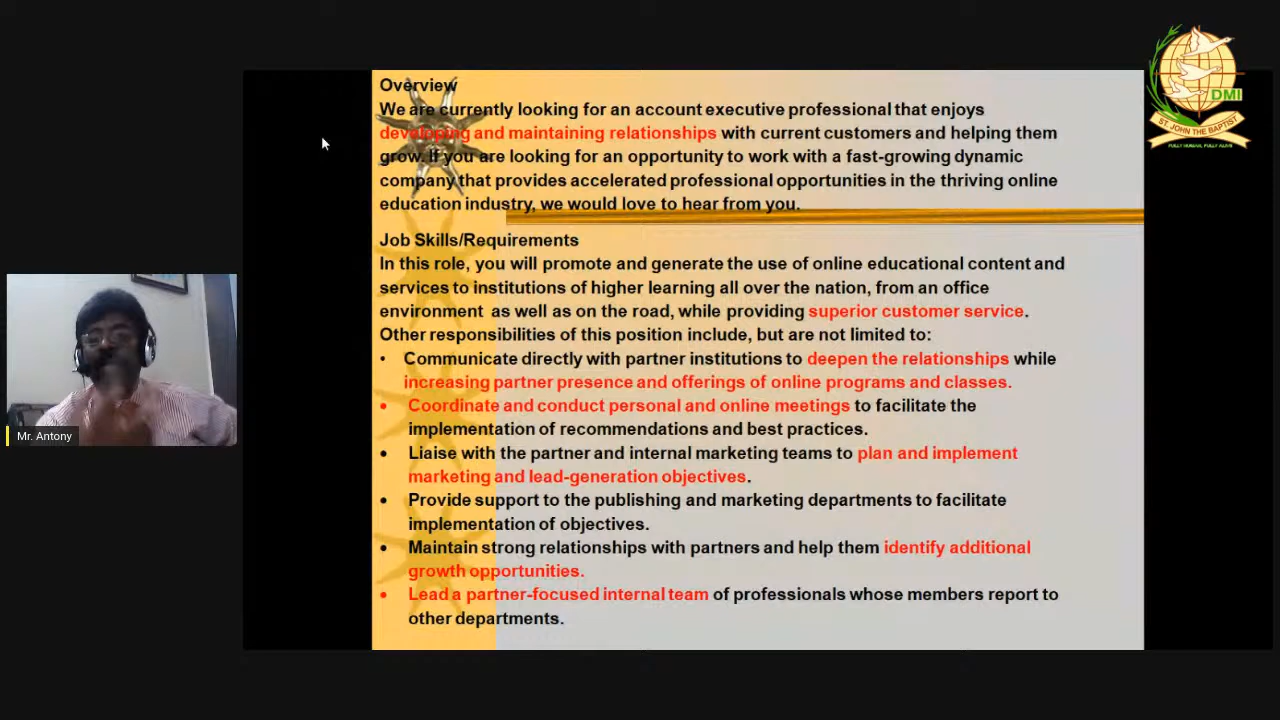 Overview
We are currently looking for an account executive professional that enjoys
developing and maintaining relationships with current customers and helping them
grow. If you are looking for an opportunity to work with a fast-growing dynamic
company that provides accelerated professional opportunities in the thriving online
education industry, we would love to hear from you.
Job Skills/Requirements
In this role, you will promote and generate the use of online educational content and
services to institutions of higher learning all over the nation, from an office
environment as well as on the road, while providing superior customer service.
Other responsibilities of this position include, but are not limited to:
• Communicate directly with partner institutions to deepen the relationships while
increasing partner presence and offerings of online programs and classes.
• Coordinate and conduct personal and online meetings to facilitate the
implementation of recommendations and best practices.
• Liaise with the partner and internal marketing teams to plan and implement
marketing and lead-generation objectives.
• Provide support to the publishing and marketing departments to facilitate
implementation of objectives.
• Maintain strong relationships with partners and help them identify additional
growth opportunities.
• Lead a partner-focused internal team of professionals whose members report to
other departments.
Mr. Antony
DMI
ST. JOHN THE BAPTIST
FULLY HUMAN, FULLY ALIVE